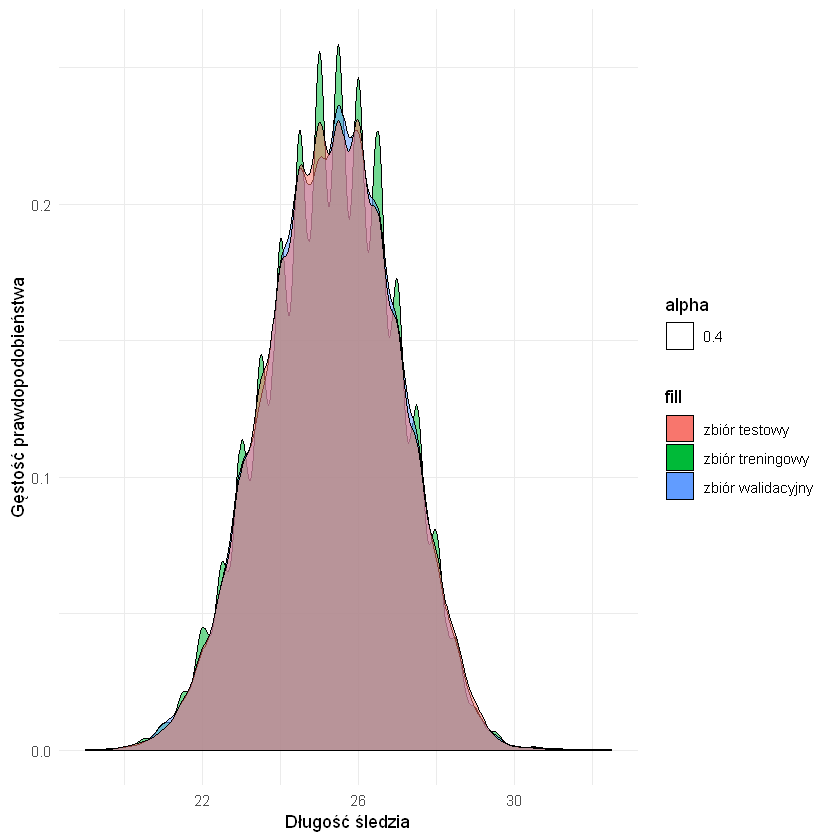 0.2
0.1
0.0
Gęstość prawdopodobieństwa
22
26
30
Długość śledzia
alpha
0.4
fill
zbiór testowy
zbiór treningowy
zbiór walidacyjny